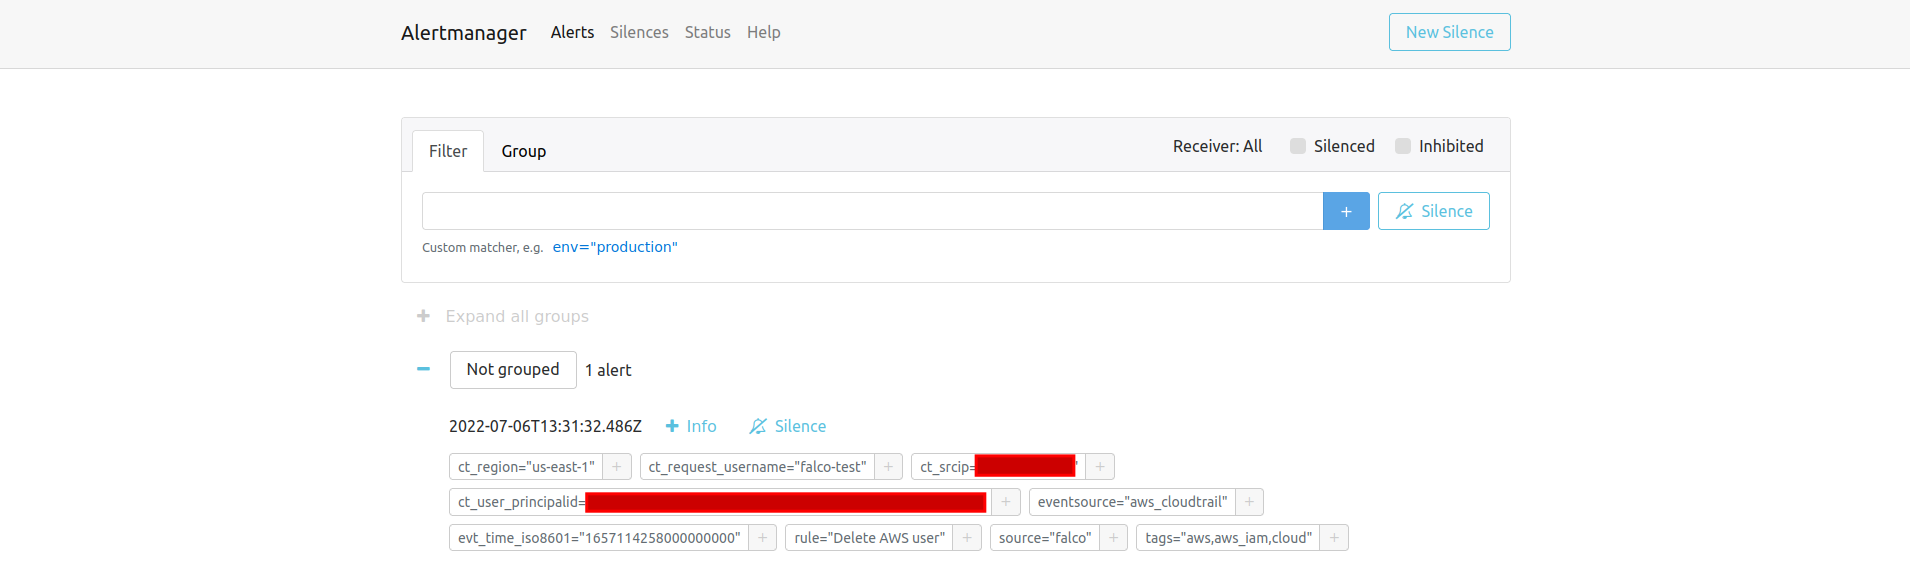 Alertmanager Alerts Silences Status Help New Silence
Filter Group Receiver: All Silenced Inhibited
+ Silence
Custom matcher, e.g. env="production"
+ Expand all groups
− Not grouped 1 alert
2022-07-06T13:31:32.486Z + Info Silence
ct_region="us-east-1" + ct_request_username="falco-test" + ct_srcip= " +
ct_user_principalid= + eventsource="aws_cloudtrail" +
evt_time_iso8601="1657114258000000000" + rule="Delete AWS user" + source="falco" + tags="aws,aws_iam,cloud" +